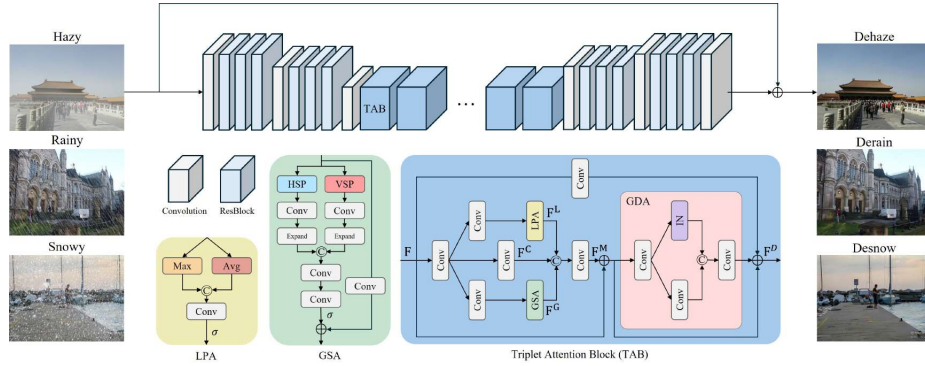 Hazy
Dehaze
TAB
...
Rainy
Derain
Convolution
ResBlock
Snowy
Desnow
Max
Avg
C
Conv
σ
LPA
HSP
VSP
Conv
Conv
Expand
Expand
C
Conv
Conv
Conv
σ
GSA
Conv
F
Conv
Conv
LPA
F^L
Conv
F^C
C
Conv
F^M
Conv
GSA
F^G
GDA
Conv
IN
Conv
C
Conv
F^D
Triplet Attention Block (TAB)